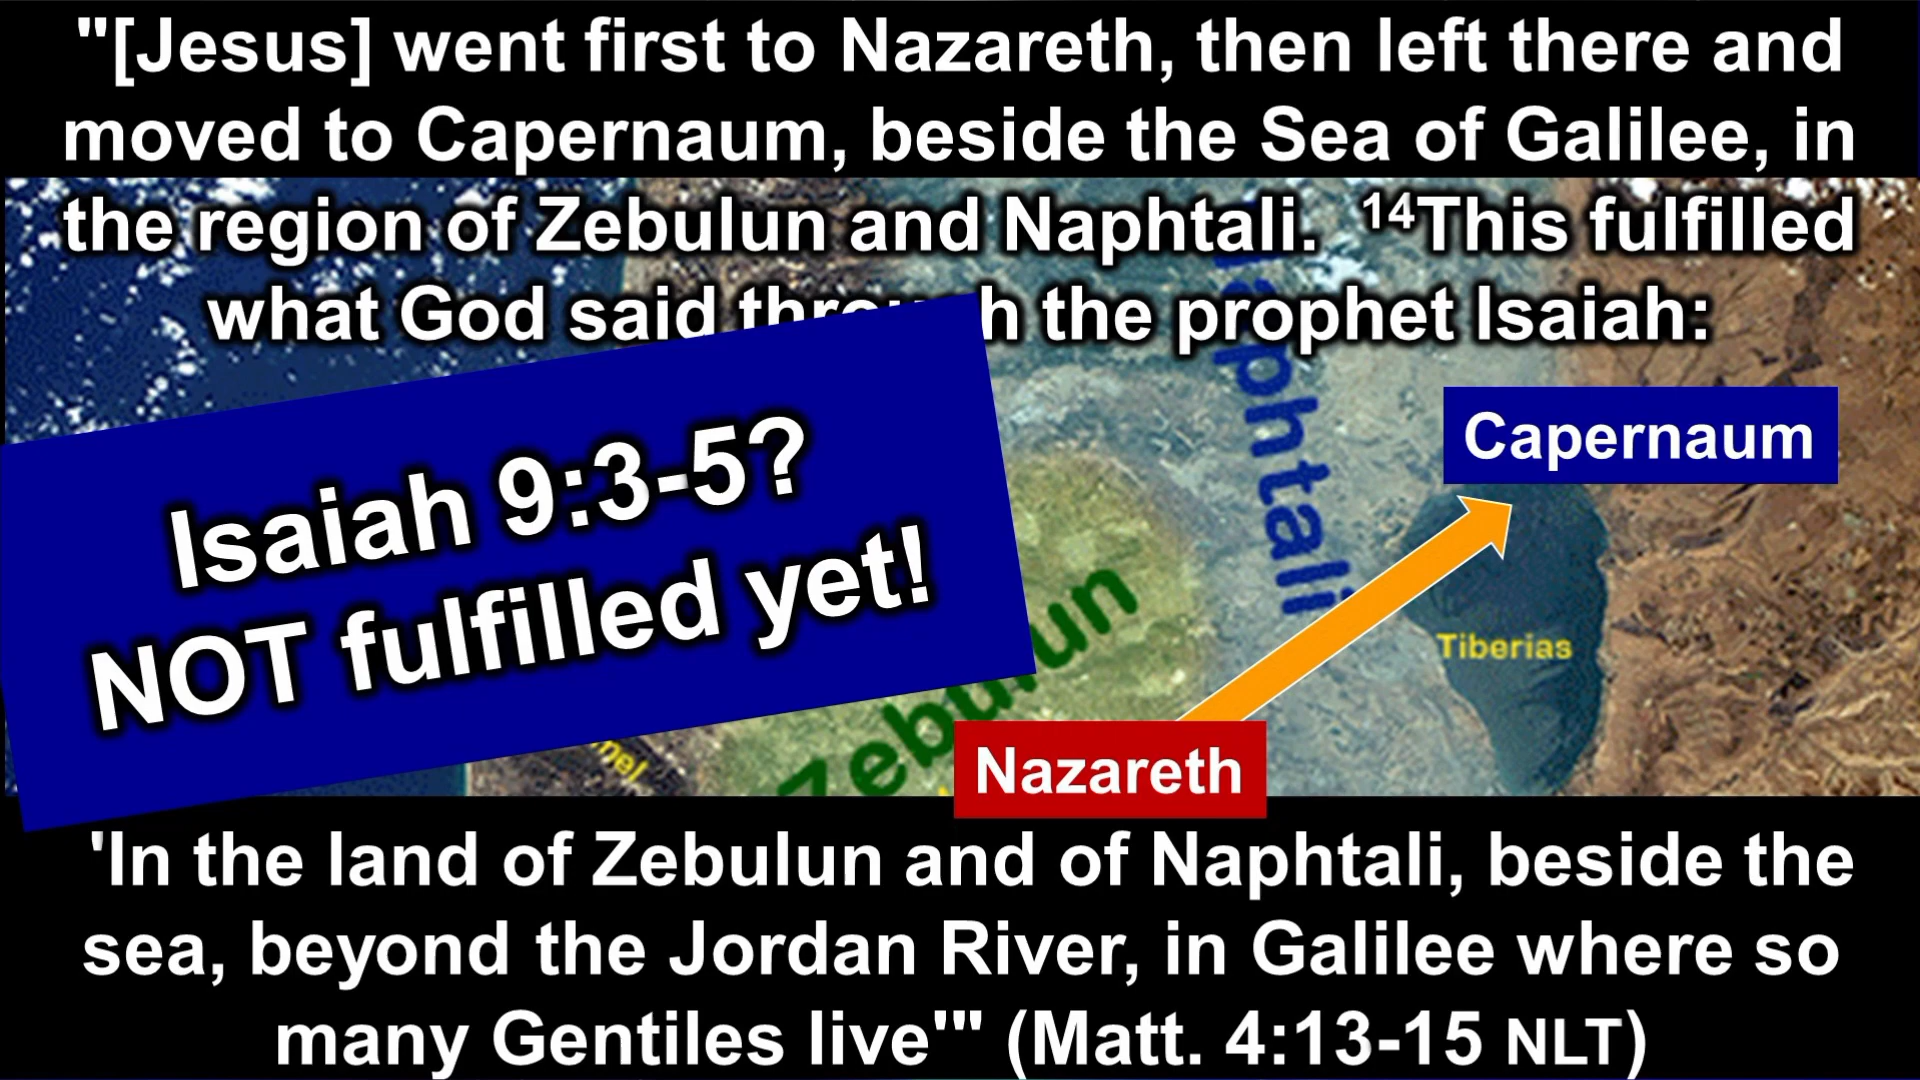 "[Jesus] went first to Nazareth, then left there and
moved to Capernaum, beside the Sea of Galilee, in
the region of Zebulun and Naphtali. ¹⁴This fulfilled
what God said through the prophet Isaiah:
Isaiah 9:3-5?
NOT fulfilled yet!
Capernaum
Tiberias
Zebulun
Nazareth
'In the land of Zebulun and of Naphtali, beside the
sea, beyond the Jordan River, in Galilee where so
many Gentiles live'" (Matt. 4:13-15 NLT)